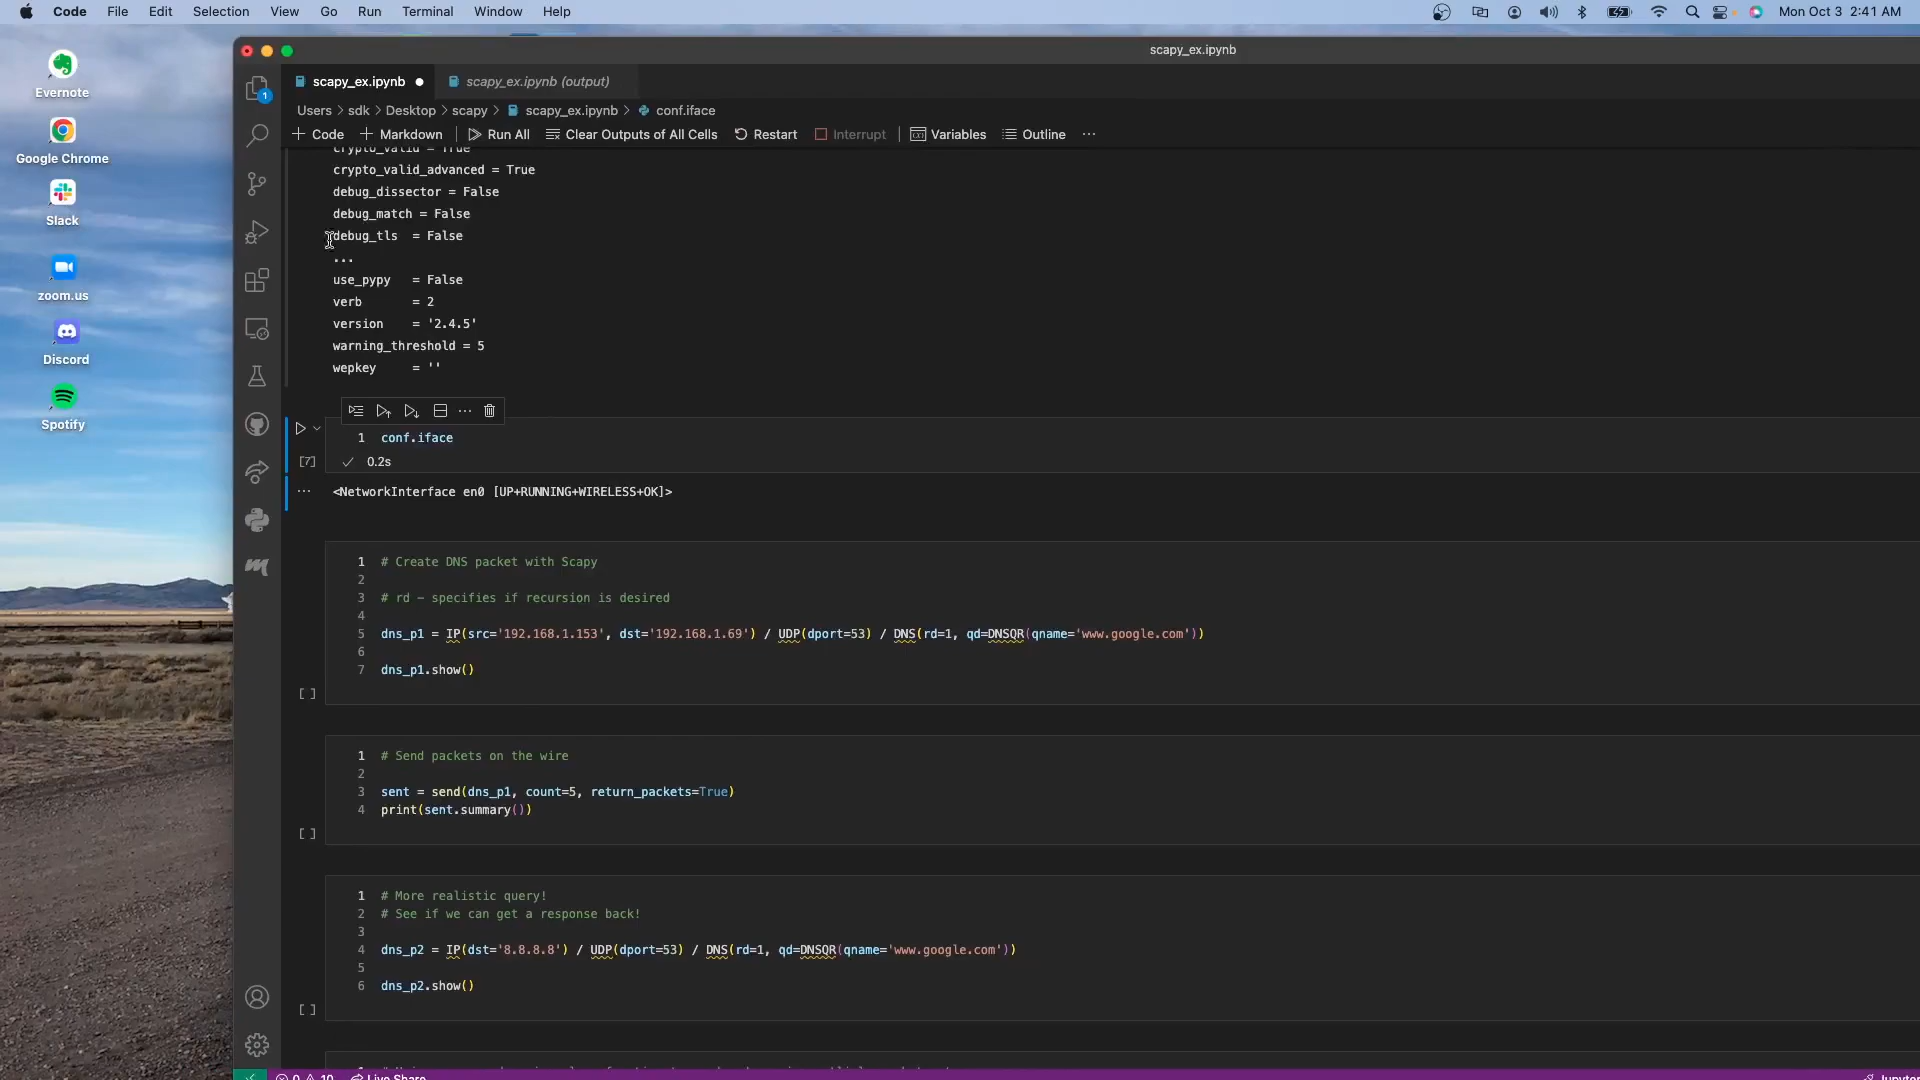 Code File Edit Selection View Go Run Terminal Window Help Mon Oct 3 2:41 AM
scapy_ex.ipynb
Evernote
Google Chrome
Slack
zoom.us
Discord
Spotify
1
scapy_ex.ipynb ● scapy_ex.ipynb (output)
Users > sdk > Desktop > scapy > scapy_ex.ipynb > conf.iface
+ Code + Markdown Run All Clear Outputs of All Cells Restart Interrupt Variables Outline ...
crypto_valid = True
crypto_valid_advanced = True
debug_dissector = False
debug_match = False
debug_tls = False
...
use_pypy = False
verb = 2
version = '2.4.5'
warning_threshold = 5
wepkey = ''
1 conf.iface
[7] 0.2s
... <NetworkInterface en0 [UP+RUNNING+WIRELESS+OK]>
1 # Create DNS packet with Scapy
2
3 # rd – specifies if recursion is desired
4
5 dns_p1 = IP(src='192.168.1.153', dst='192.168.1.69') / UDP(dport=53) / DNS(rd=1, qd=DNSQR(qname='www.google.com'))
6
7 dns_p1.show()
[ ]
1 # Send packets on the wire
2
3 sent = send(dns_p1, count=5, return_packets=True)
4 print(sent.summary())
[ ]
1 # More realistic query!
2 # See if we can get a response back!
3
4 dns_p2 = IP(dst='8.8.8.8') / UDP(dport=53) / DNS(rd=1, qd=DNSQR(qname='www.google.com'))
5
6 dns_p2.show()
[ ]
0 10 Live Share Jupyter